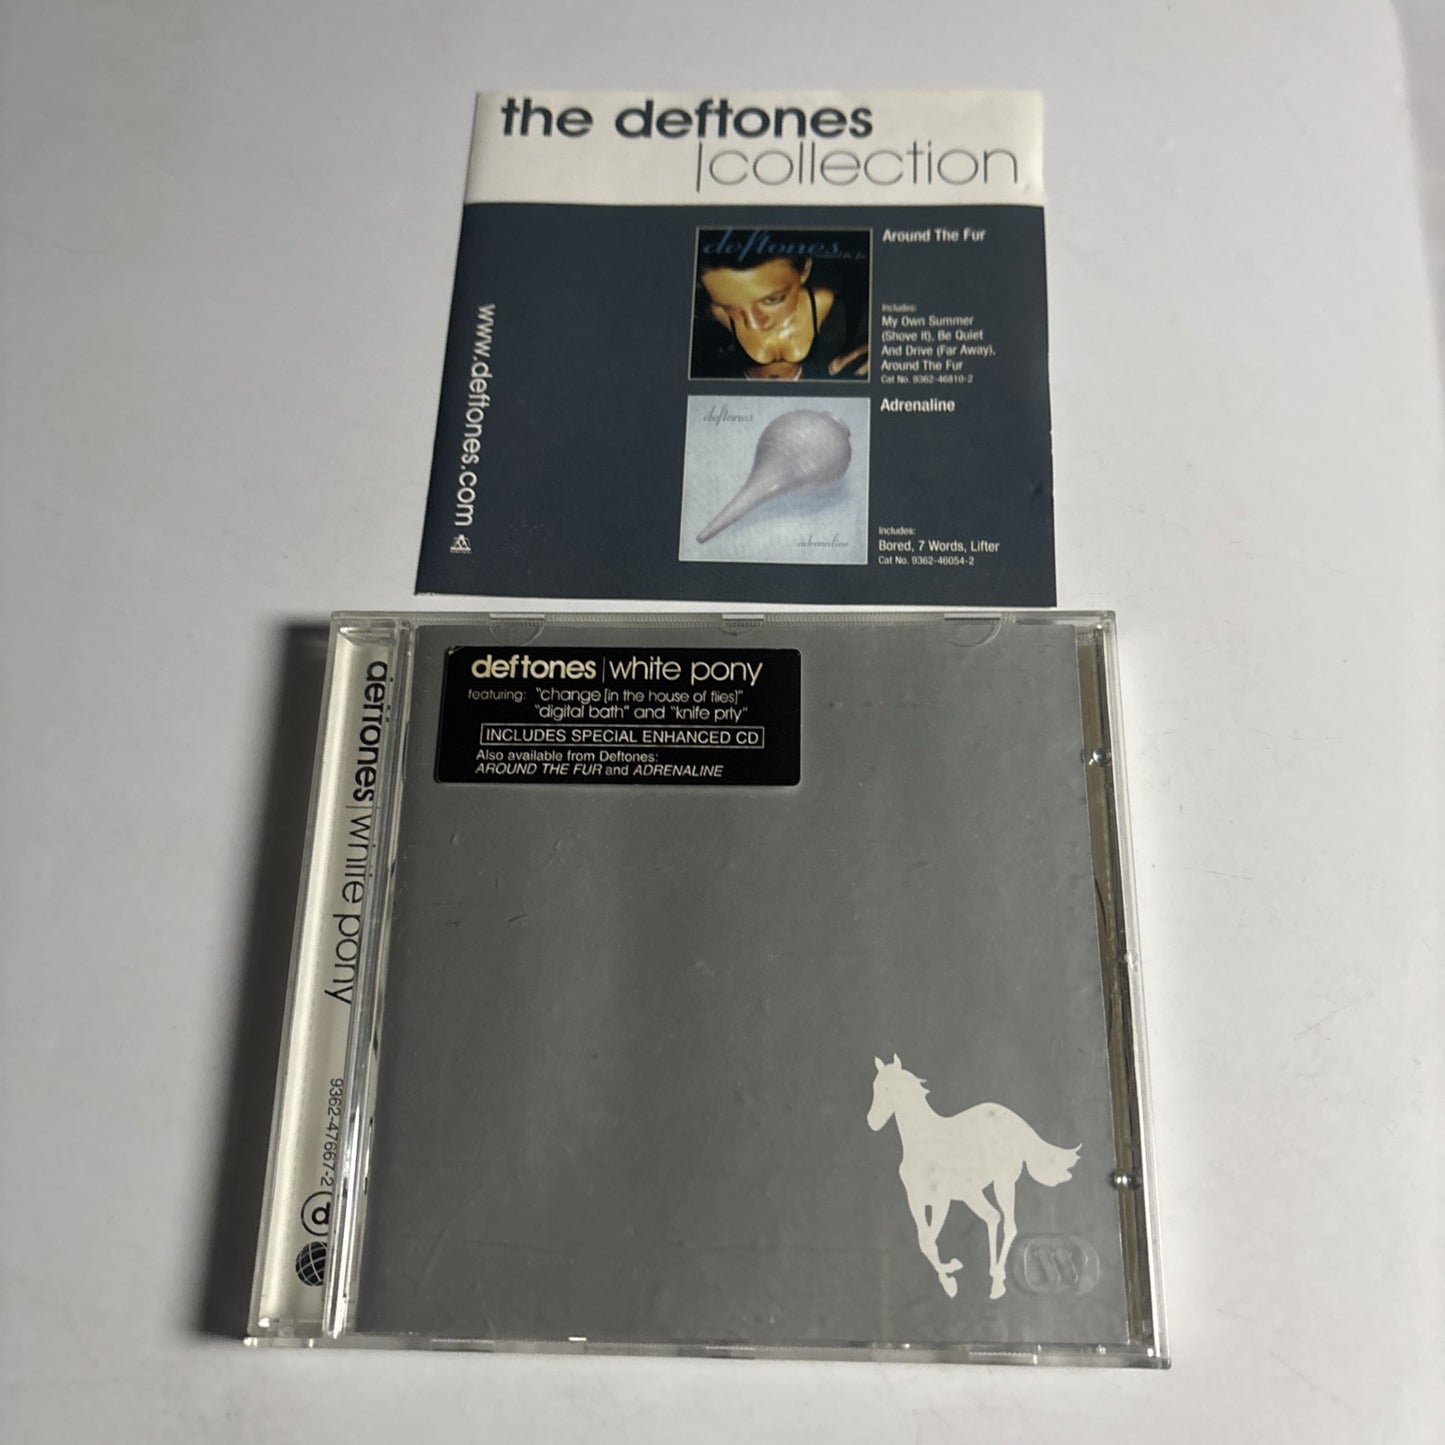 the deftones
|collection
www.deftones.com
deftones
Around The Fur
Includes:
My Own Summer
(Shove It), Be Quiet
And Drive (Far Away),
Around The Fur
Cat No. 9362-46810-2
deftones
adrenaline
Adrenaline
Includes:
Bored, 7 Words, Lifter
Cat No. 9362-46054-2
deftones|white pony
featuring: "change [in the house of flies]"
"digital bath" and "knife prty"
INCLUDES SPECIAL ENHANCED CD
Also available from Deftones:
AROUND THE FUR and ADRENALINE
deftones|white pony
9362-47667-2
W